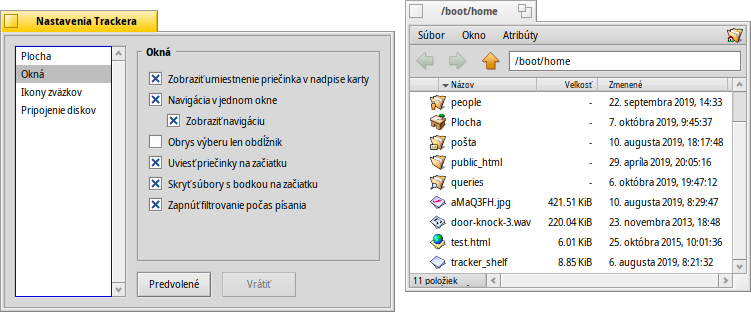 Nastavenia Trackera
Plocha
Okná
Ikony zväzkov
Pripojenie diskov
Okná
Zobraziť umiestnenie priečinka v nadpise karty
Navigácia v jednom okne
Zobraziť navigáciu
Obrys výberu len obdĺžnik
Uviesť priečinky na začiatku
Skryť súbory s bodkou na začiatku
Zapnúť filtrovanie počas písania
Predvolené
Vrátiť
/boot/home
Súbor Okno Atribúty
/boot/home
Názov Veľkosť Zmenené
people - 22. septembra 2019, 14:33
Plocha - 7. októbra 2019, 9:45:37
pošta - 10. augusta 2019, 18:17:48
public_html - 29. apríla 2019, 20:05:16
queries - 6. októbra 2019, 19:47:12
aMaQ3FH.jpg 421.51 KiB 10. augusta 2019, 8:29:47
door-knock-3.wav 220.04 KiB 23. novembra 2013, 18:48
test.html 6.01 KiB 25. októbra 2015, 10:01:36
tracker_shelf 8.85 KiB 6. augusta 2019, 8:21:32
11 položiek